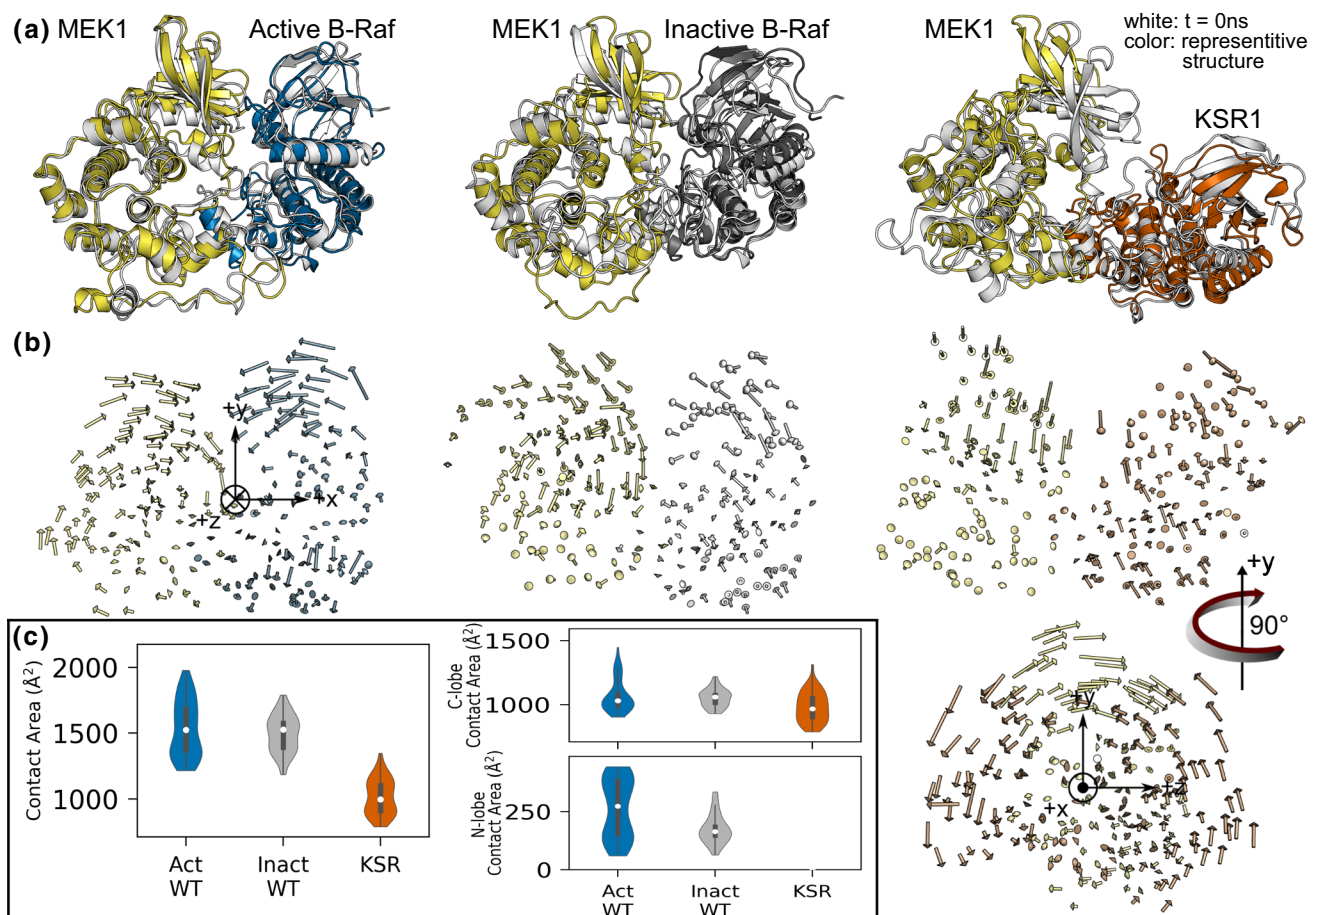 (a) MEK1 Active B-Raf
MEK1 Inactive B-Raf
MEK1
white: t = 0ns
color: representitive
structure
KSR1
(b)
+y
+x
+z
+y
90°
+y
+z
+x
(c)
Contact Area (Å²)
2000
1500
1000
Act
WT
Inact
WT
KSR
C-lobe
Contact Area (Å²)
1500
1000
N-lobe
Contact Area (Å²)
250
0
Act
WT
Inact
WT
KSR